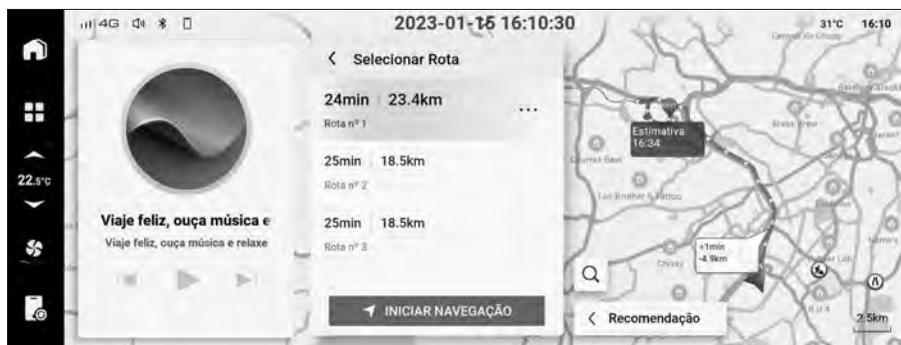 4G
2023-01-15 16:10:30
31°C 16:10
22.5°C
Viaje feliz, ouça música e
Viaje feliz, ouça música e relaxe
Selecionar Rota
24min 23.4km
Rota nº 1
25min 18.5km
Rota nº 2
25min 18.5km
Rota nº 3
INICIAR NAVEGAÇÃO
Estimativa
16:34
+1min
-4.9km
Chivay
Recomendação
2.5km